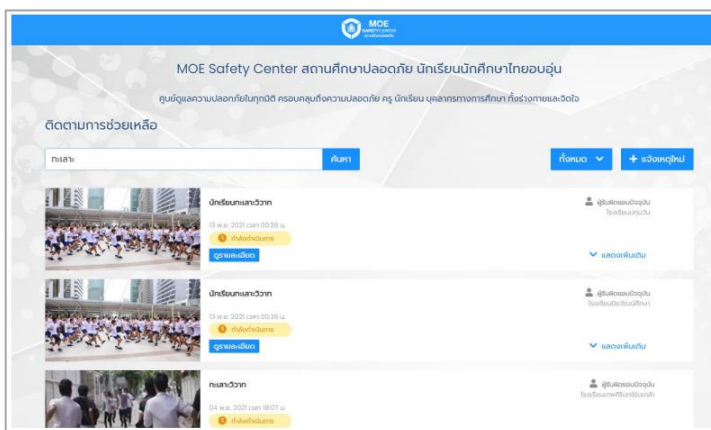 MOE
SAFETY CENTER
MOE Safety Center สถานศึกษาปลอดภัย นักเรียนนักศึกษาไทยอบอุ่น
ศูนย์ดูแลความปลอดภัยในทุกมิติ ครอบคลุมถึงความปลอดภัย ครู นักเรียน บุคลากรทางการศึกษา ทั้งร่างกายและจิตใจ
ติดตามการช่วยเหลือ
ทะเลาะ ค้นหา ทั้งหมด + แจ้งเหตุใหม่
นักเรียนทะเลาะวิวาท
ผู้รับผิดชอบปัจจุบัน
โรงเรียนปทุมวัน
13 พ.ย. 2021 เวลา 00:39 น.
กำลังดำเนินการ
ดูรายละเอียด แสดงเพิ่มเติม
นักเรียนทะเลาะวิวาท
ผู้รับผิดชอบปัจจุบัน
13 พ.ย. 2021 เวลา 00:38 น.
กำลังดำเนินการ
ดูรายละเอียด แสดงเพิ่มเติม
ทะเลาะวิวาท
ผู้รับผิดชอบปัจจุบัน
04 พ.ย. 2021 เวลา 16:07 น.
กำลังดำเนินการ